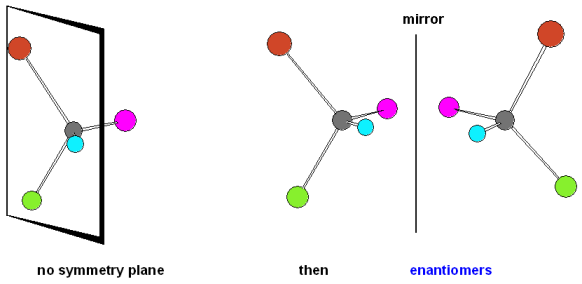 mirror
no symmetry plane
then
enantiomers